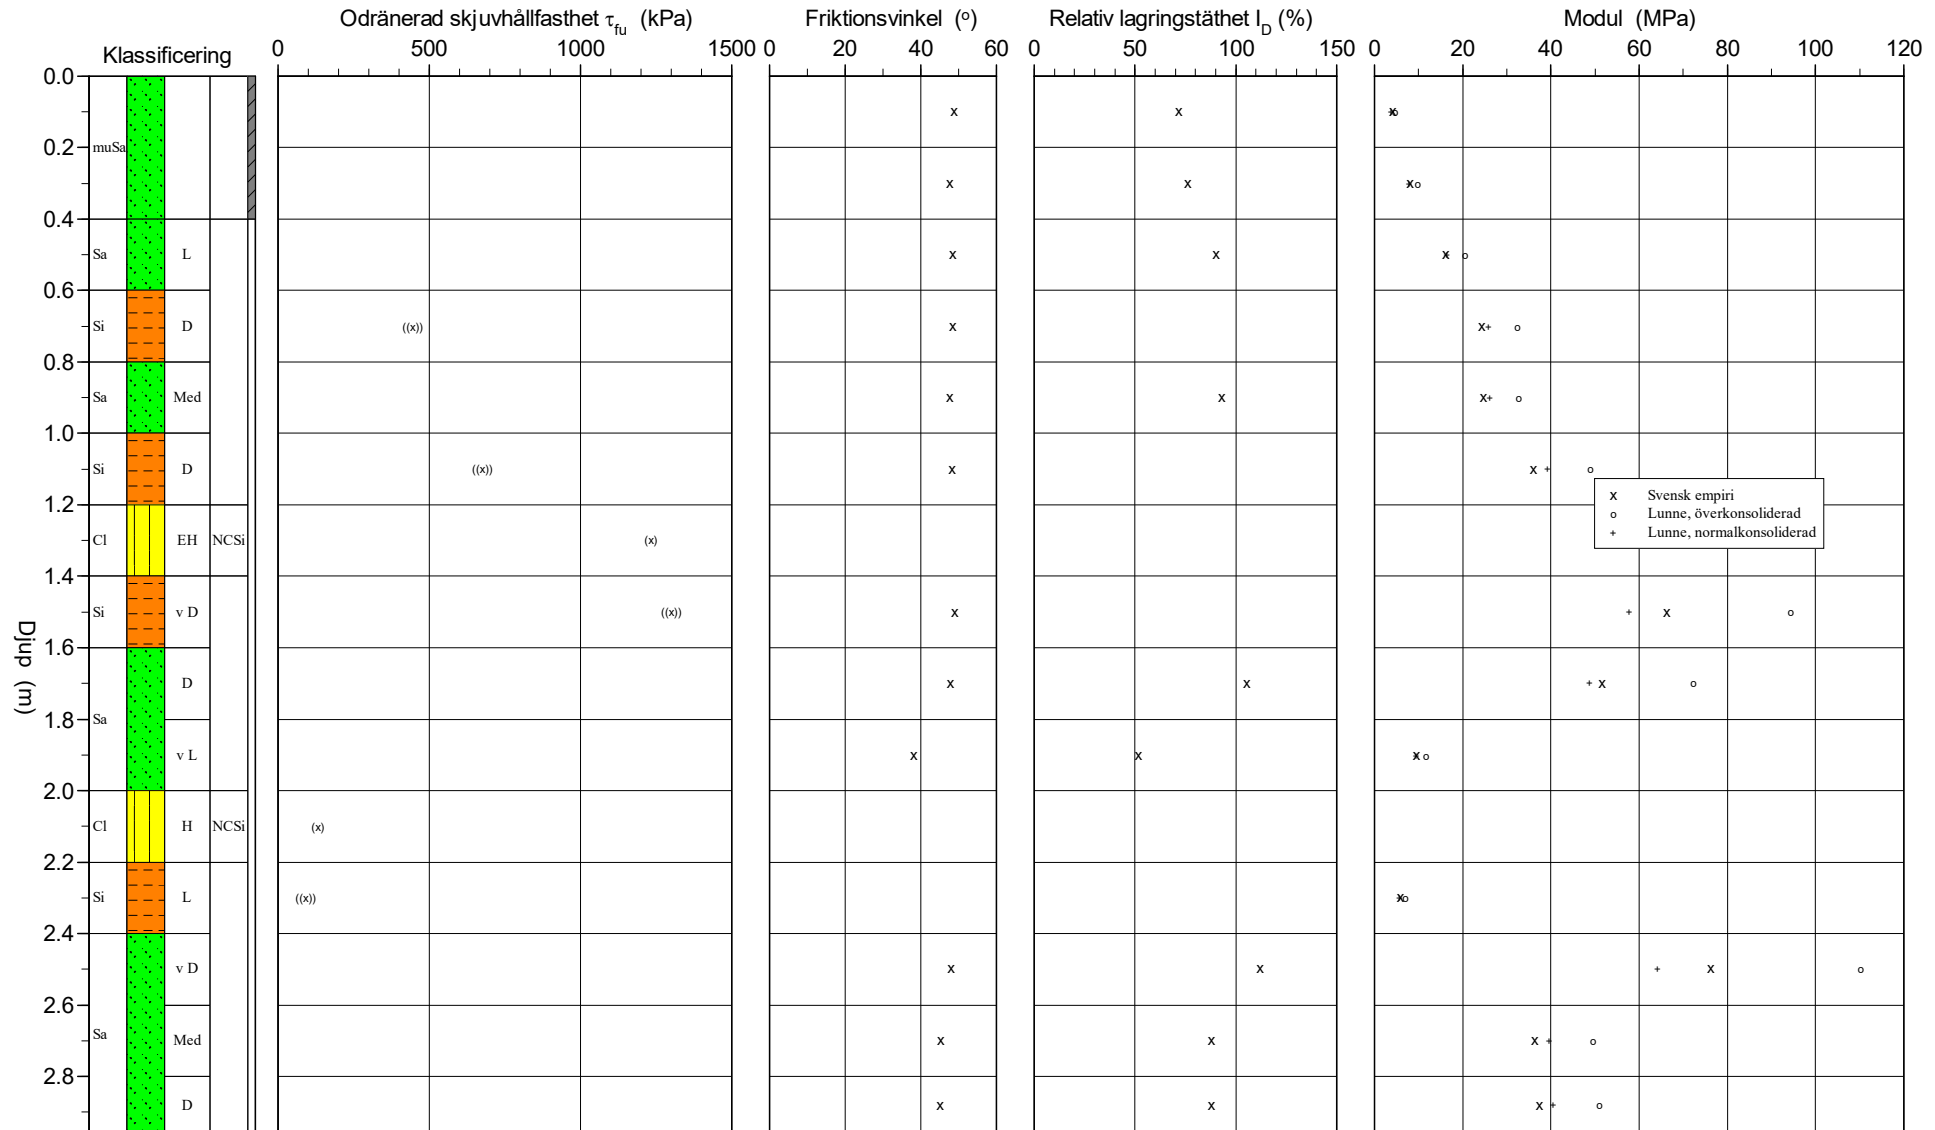 Odränerad skjuvhållfasthet τfu (kPa) Friktionsvinkel (o) Relativ lagringstäthet ID (%) Modul (MPa)
Klassificering
0 500 1000 1500 0 20 40 60 0 50 100 150 0 20 40 60 80 100 120
0.0
muSa
0.2
0.4
Sa L
0.6
Si D ((x))
0.8
Sa Med
1.0
Si D ((x))
1.2
Cl EH NCSi (x)
1.4
Si v D ((x))
1.6
D
Sa
1.8
v L
2.0
Cl H NCSi (x)
2.2
Si L ((x))
2.4
v D
2.6
Sa Med
2.8
D
Djup (m)
x Svensk empiri
o Lunne, överkonsoliderad
+ Lunne, normalkonsoliderad